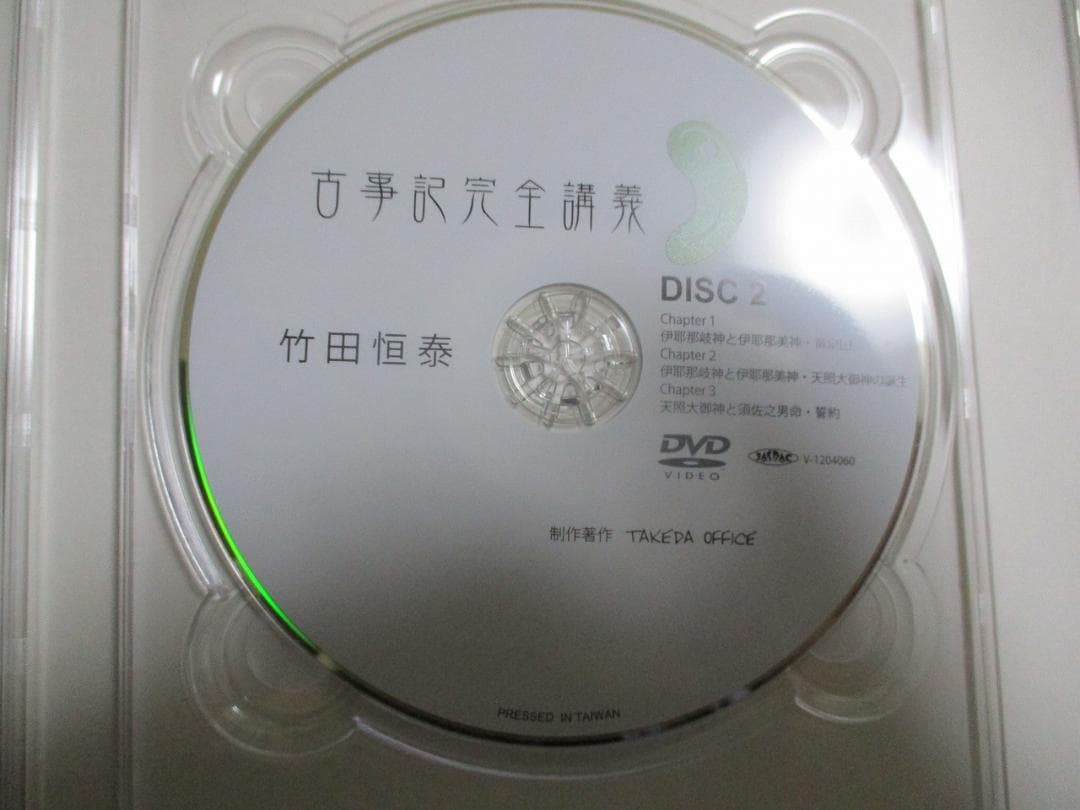 古事記完全講義
竹田恒泰
DISC 2
Chapter 1
伊耶那岐神と伊耶那美神・
Chapter 2
伊耶那岐神と伊耶那美神・天照大御神の誕生
Chapter 3
天照大御神と須佐之男命・誓約
DVD
VIDEO
JASRAC
V-1204060
制作著作 TAKEDA OFFICE
PRESSED IN TAIWAN